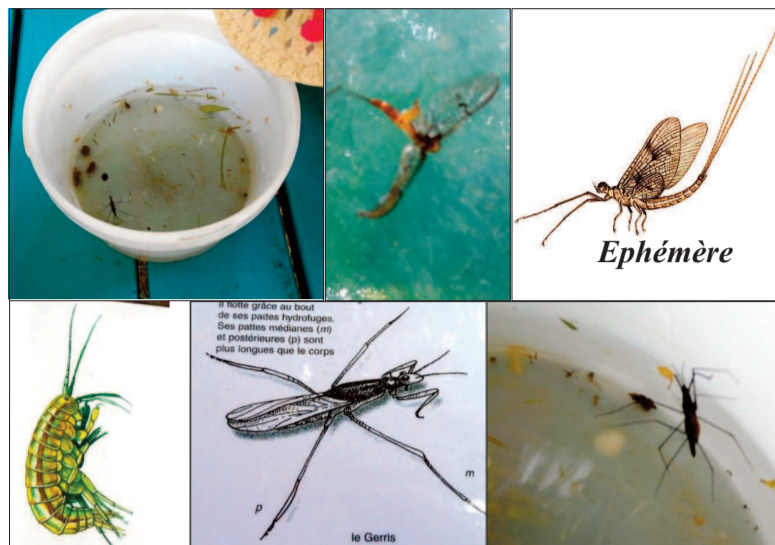 Ephémère
Il flotte grâce au bout
de ses pattes hydrofuges.
Ses pattes médianes (m)
et postérieures (p) sont
plus longues que le corps
m
p
le Gerris